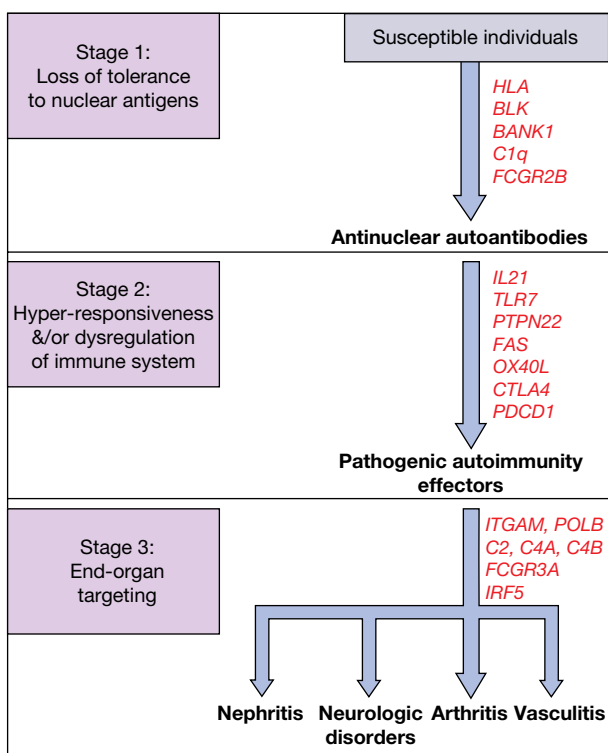 Stage 1:
Loss of tolerance
to nuclear antigens
Susceptible individuals
HLA
BLK
BANK1
C1q
FCGR2B
Antinuclear autoantibodies
Stage 2:
Hyper-responsiveness
&/or dysregulation
of immune system
IL21
TLR7
PTPN22
FAS
OX40L
CTLA4
PDCD1
Pathogenic autoimmunity
effectors
Stage 3:
End-organ
targeting
ITGAM, POLB
C2, C4A, C4B
FCGR3A
IRF5
Nephritis
Neurologic
disorders
Arthritis
Vasculitis